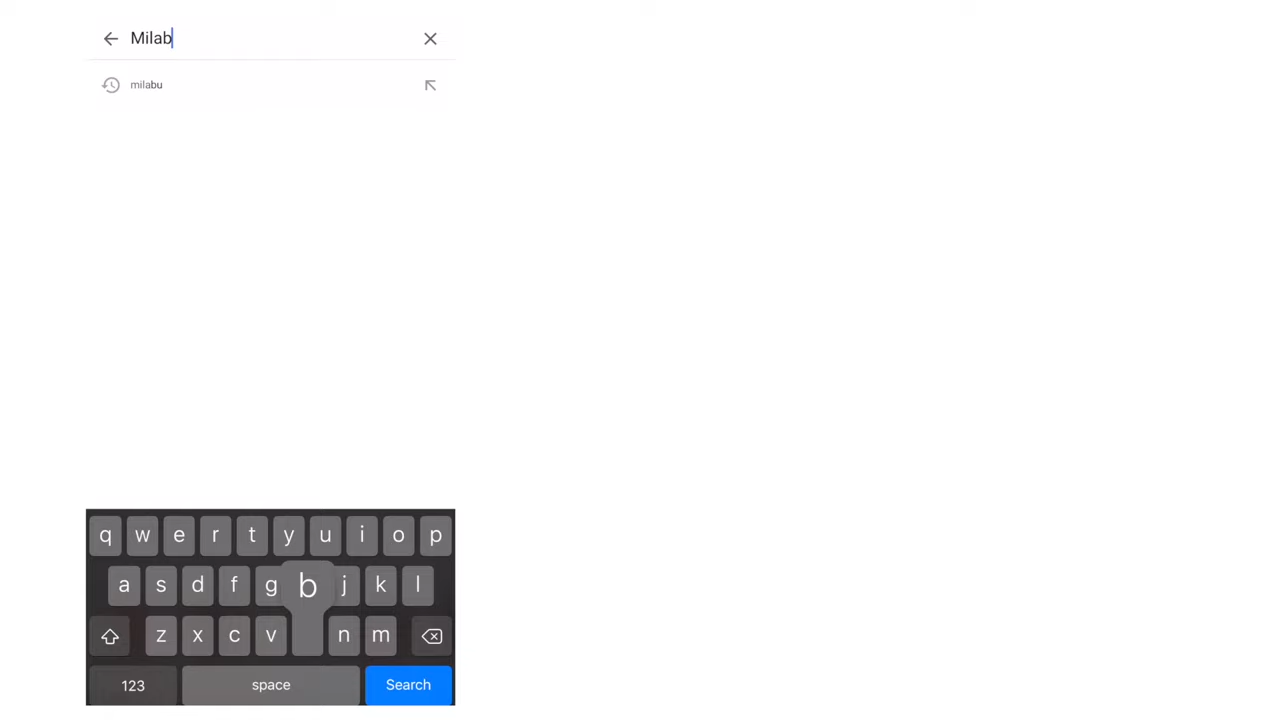 Milab
milabu
q w e r t y u i o p
a s d f g b j k l
z x c v n m
123 space Search